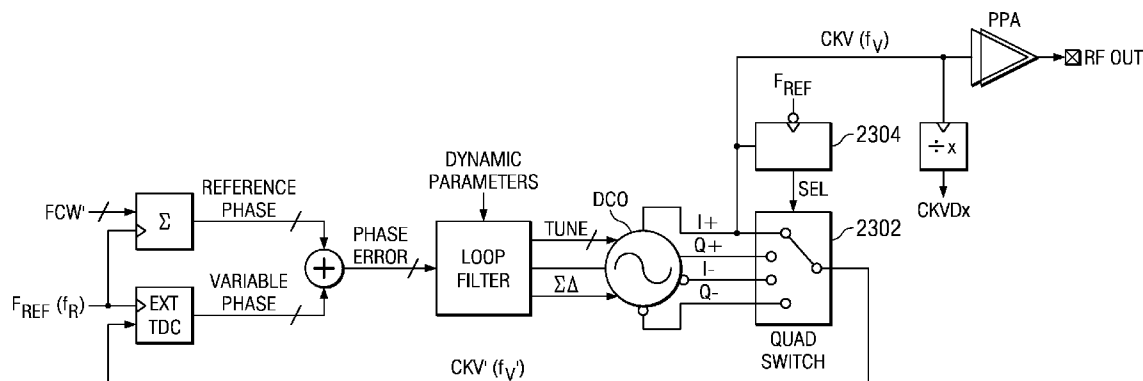 PPA
CKV (fV)
RF OUT
FREF
2304
÷ x
DYNAMIC
PARAMETERS
SEL
CKVDx
REFERENCE
PHASE
DCO
FCW'
Σ
TUNE
I+
2302
PHASE
ERROR
LOOP
FILTER
Q+
I-
+
VARIABLE
PHASE
ΣΔ
Q-
FREF (fR)
EXT
TDC
QUAD
SWITCH
CKV' (fV')